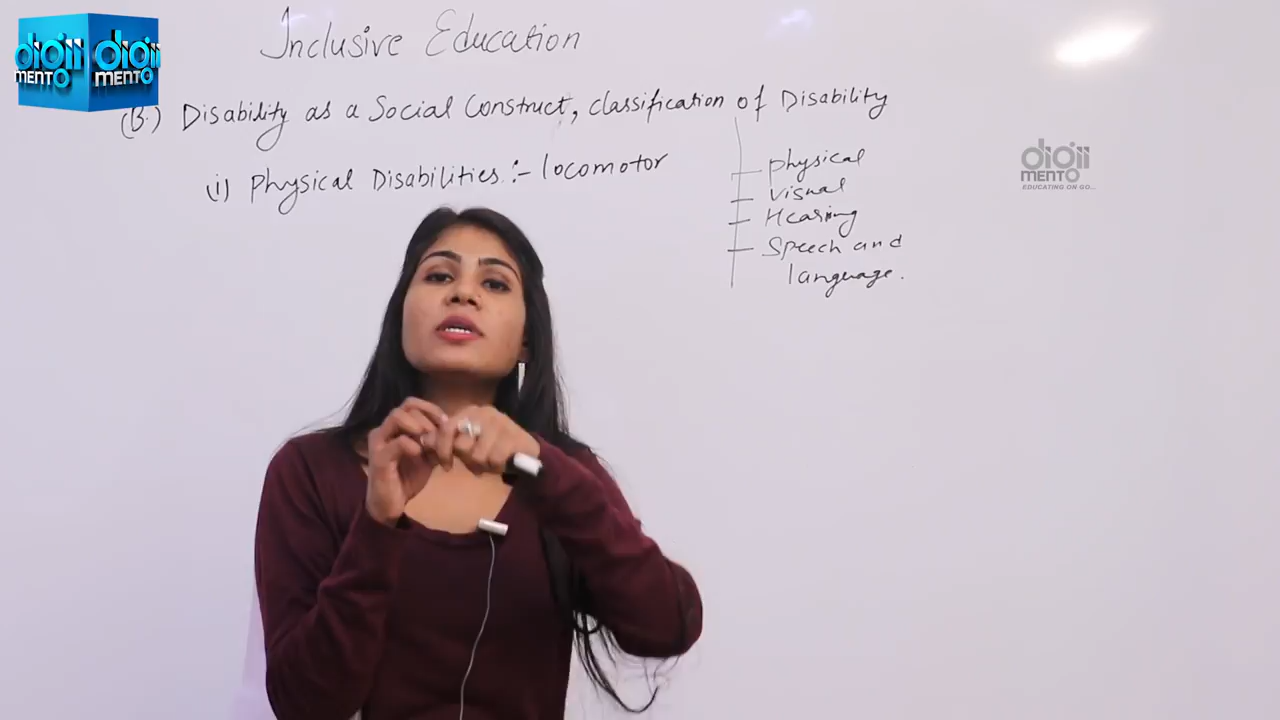 Inclusive Education
(B.) Disability as a Social Construct, classification of Disability
(i) Physical Disabilities :- locomotor
physical
visual
Hearing
Speech and
language.
digii digii
MENTO MENTO
digii
MENTO
EDUCATING ON GO...